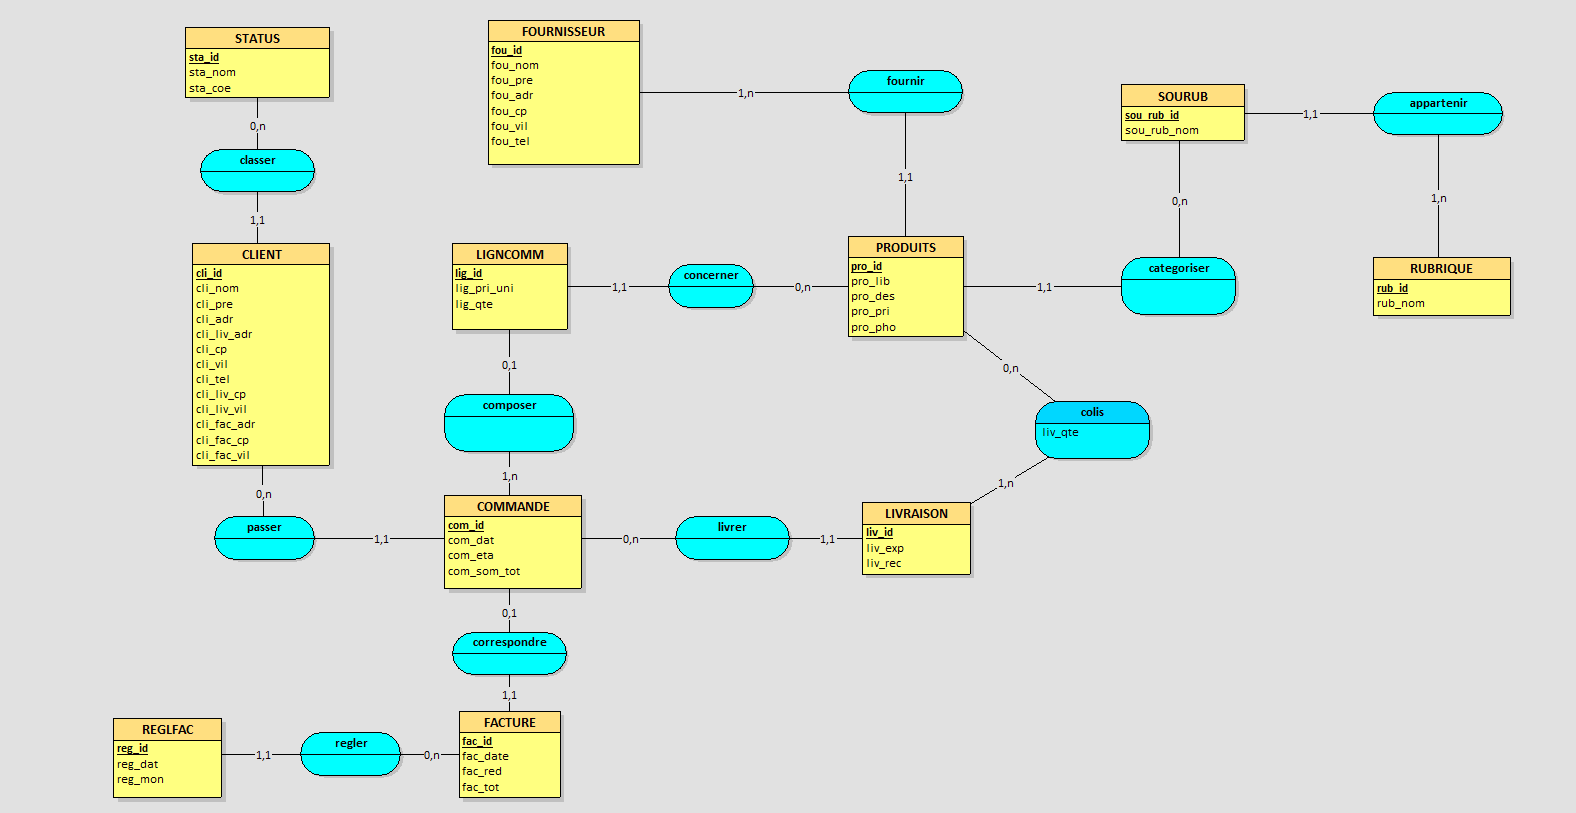 STATUS
sta_id
sta_nom
sta_coe
0,n
classer
1,1
FOURNISSEUR
fou_id
fou_nom
fou_pre
fou_adr
fou_cp
fou_vil
fou_tel
1,n
fournir
1,1
SOURUB
sou_rub_id
sou_rub_nom
1,1
appartenir
0,n
1,n
CLIENT
cli_id
cli_nom
cli_pre
cli_adr
cli_liv_adr
cli_cp
cli_vil
cli_tel
cli_liv_cp
cli_liv_vil
cli_fac_adr
cli_fac_cp
cli_fac_vil
LIGNCOMM
lig_id
lig_pri_uni
lig_qte
1,1
concerner
0,n
PRODUITS
pro_id
pro_lib
pro_des
pro_pri
pro_pho
1,1
categoriser
RUBRIQUE
rub_id
rub_nom
0,1
composer
1,n
0,n
colis
liv_qte
1,n
0,n
passer
1,1
COMMANDE
com_id
com_dat
com_eta
com_som_tot
0,n
livrer
1,1
LIVRAISON
liv_id
liv_exp
liv_rec
0,1
correspondre
1,1
REGLFAC
reg_id
reg_dat
reg_mon
1,1
regler
0,n
FACTURE
fac_id
fac_date
fac_red
fac_tot